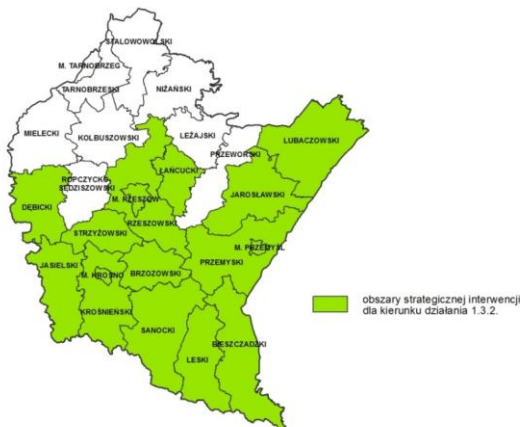 STALOWOWOLSKI
M. TARNOBRZEG
TARNOBRZESKI
NIŻAŃSKI
MIELECKI
KOLBUSZOWSKI
LEŻAJSKI
LUBACZOWSKI
PRZEWORSKI
ROPCZYCKO
SĘDZISZOWSKI
ŁAŃCUCKI
DĘBICKI
M. RZESZÓW
JAROSŁAWSKI
RZESZOWSKI
STRZYŻOWSKI
M. PRZEMYŚL
JASIELSKI
M. KROSNO
BRZOZOWSKI
PRZEMYSKI
KROŚNIEŃSKI
SANOCKI
BIESZCZADZKI
LESKI
obszary strategicznej interwencji
dla kierunku działania 1.3.2.